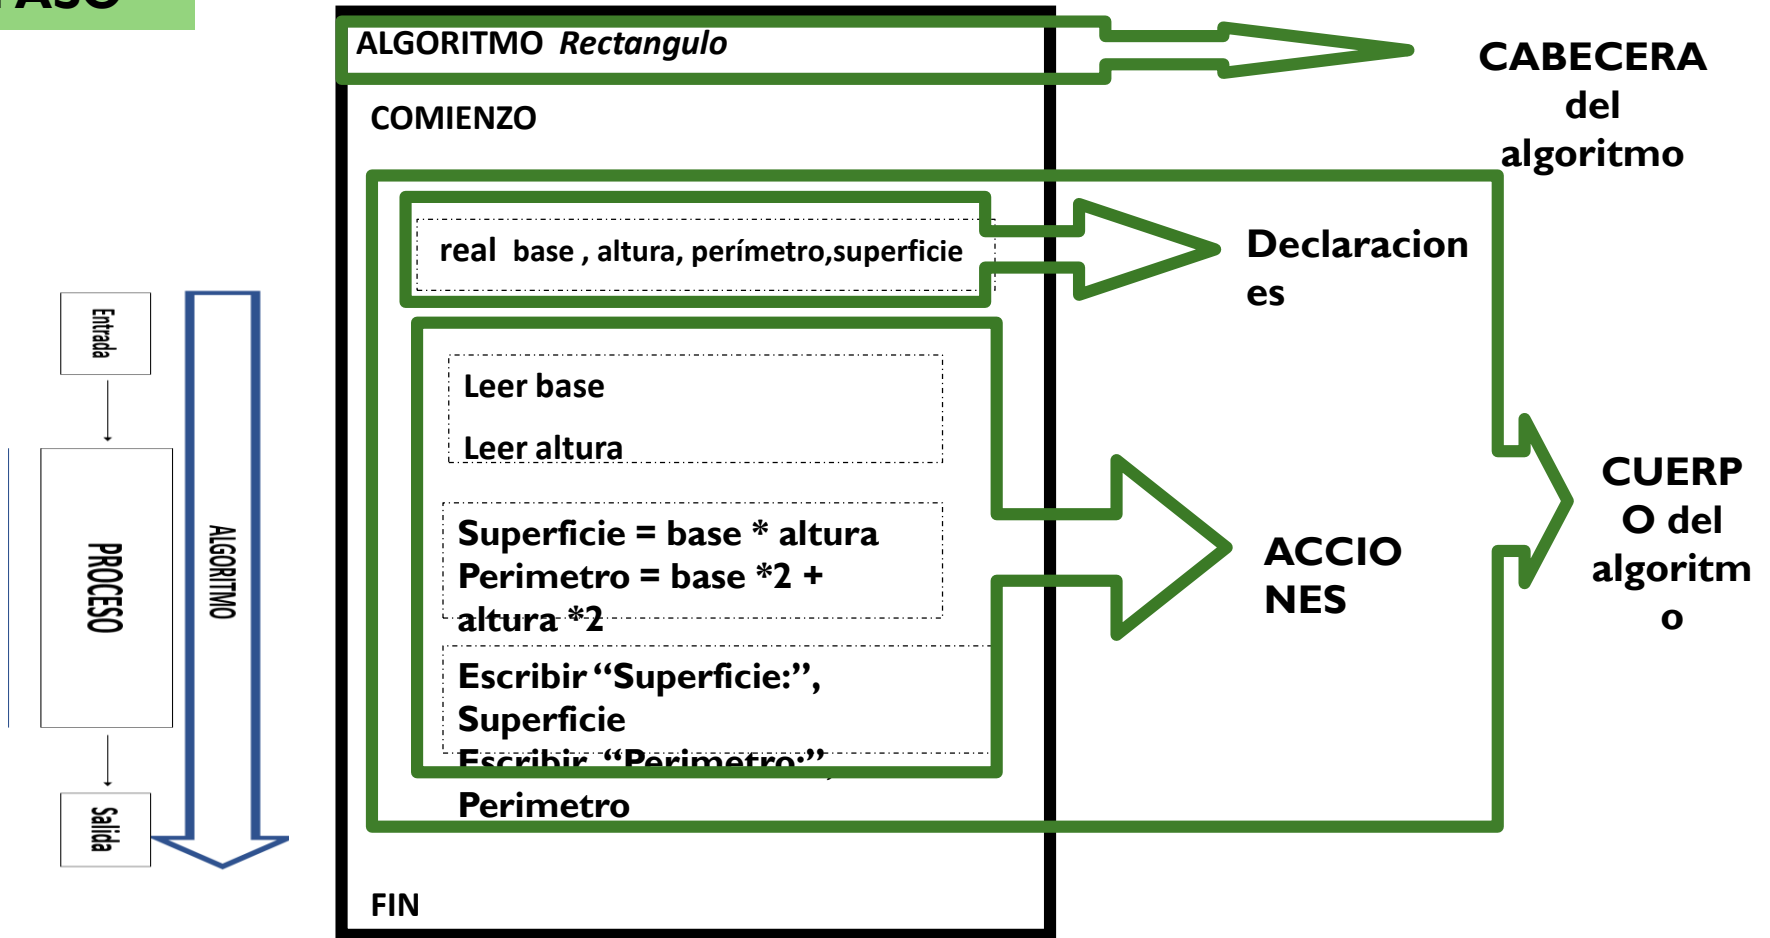 ALGORITMO Rectangulo
COMIENZO
real base , altura, perímetro,superficie
Leer base
Leer altura
Superficie = base * altura
Perimetro = base *2 +
altura *2
Escribir “Superficie:”,
Superficie
Escribir “Perimetro:”,
Perimetro
FIN
CABECERA
del
algoritmo
Declaracion
es
ACCIO
NES
CUERP
O del
algoritm
o
Entrada
PROCESO
Salida
ALGORITMO